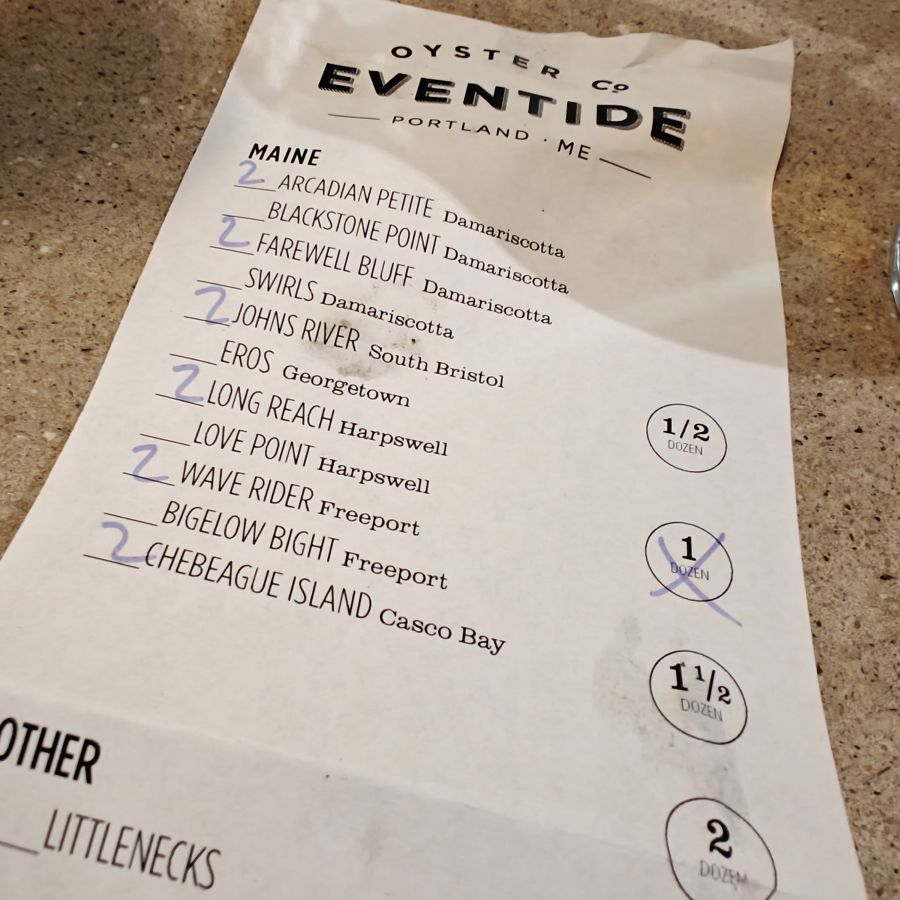 OYSTER Co
EVENTIDE
PORTLAND · ME
MAINE
2 ARCADIAN PETITE Damariscotta
BLACKSTONE POINT Damariscotta
2 FAREWELL BLUFF Damariscotta
SWIRLS Damariscotta
2 JOHNS RIVER South Bristol
EROS Georgetown
2 LONG REACH Harpswell
LOVE POINT Harpswell
2 WAVE RIDER Freeport
BIGELOW BIGHT Freeport
2 CHEBEAGUE ISLAND Casco Bay
1/2
DOZEN
1
DOZEN
1 1/2
DOZEN
2
DOZEN
OTHER
LITTLENECKS